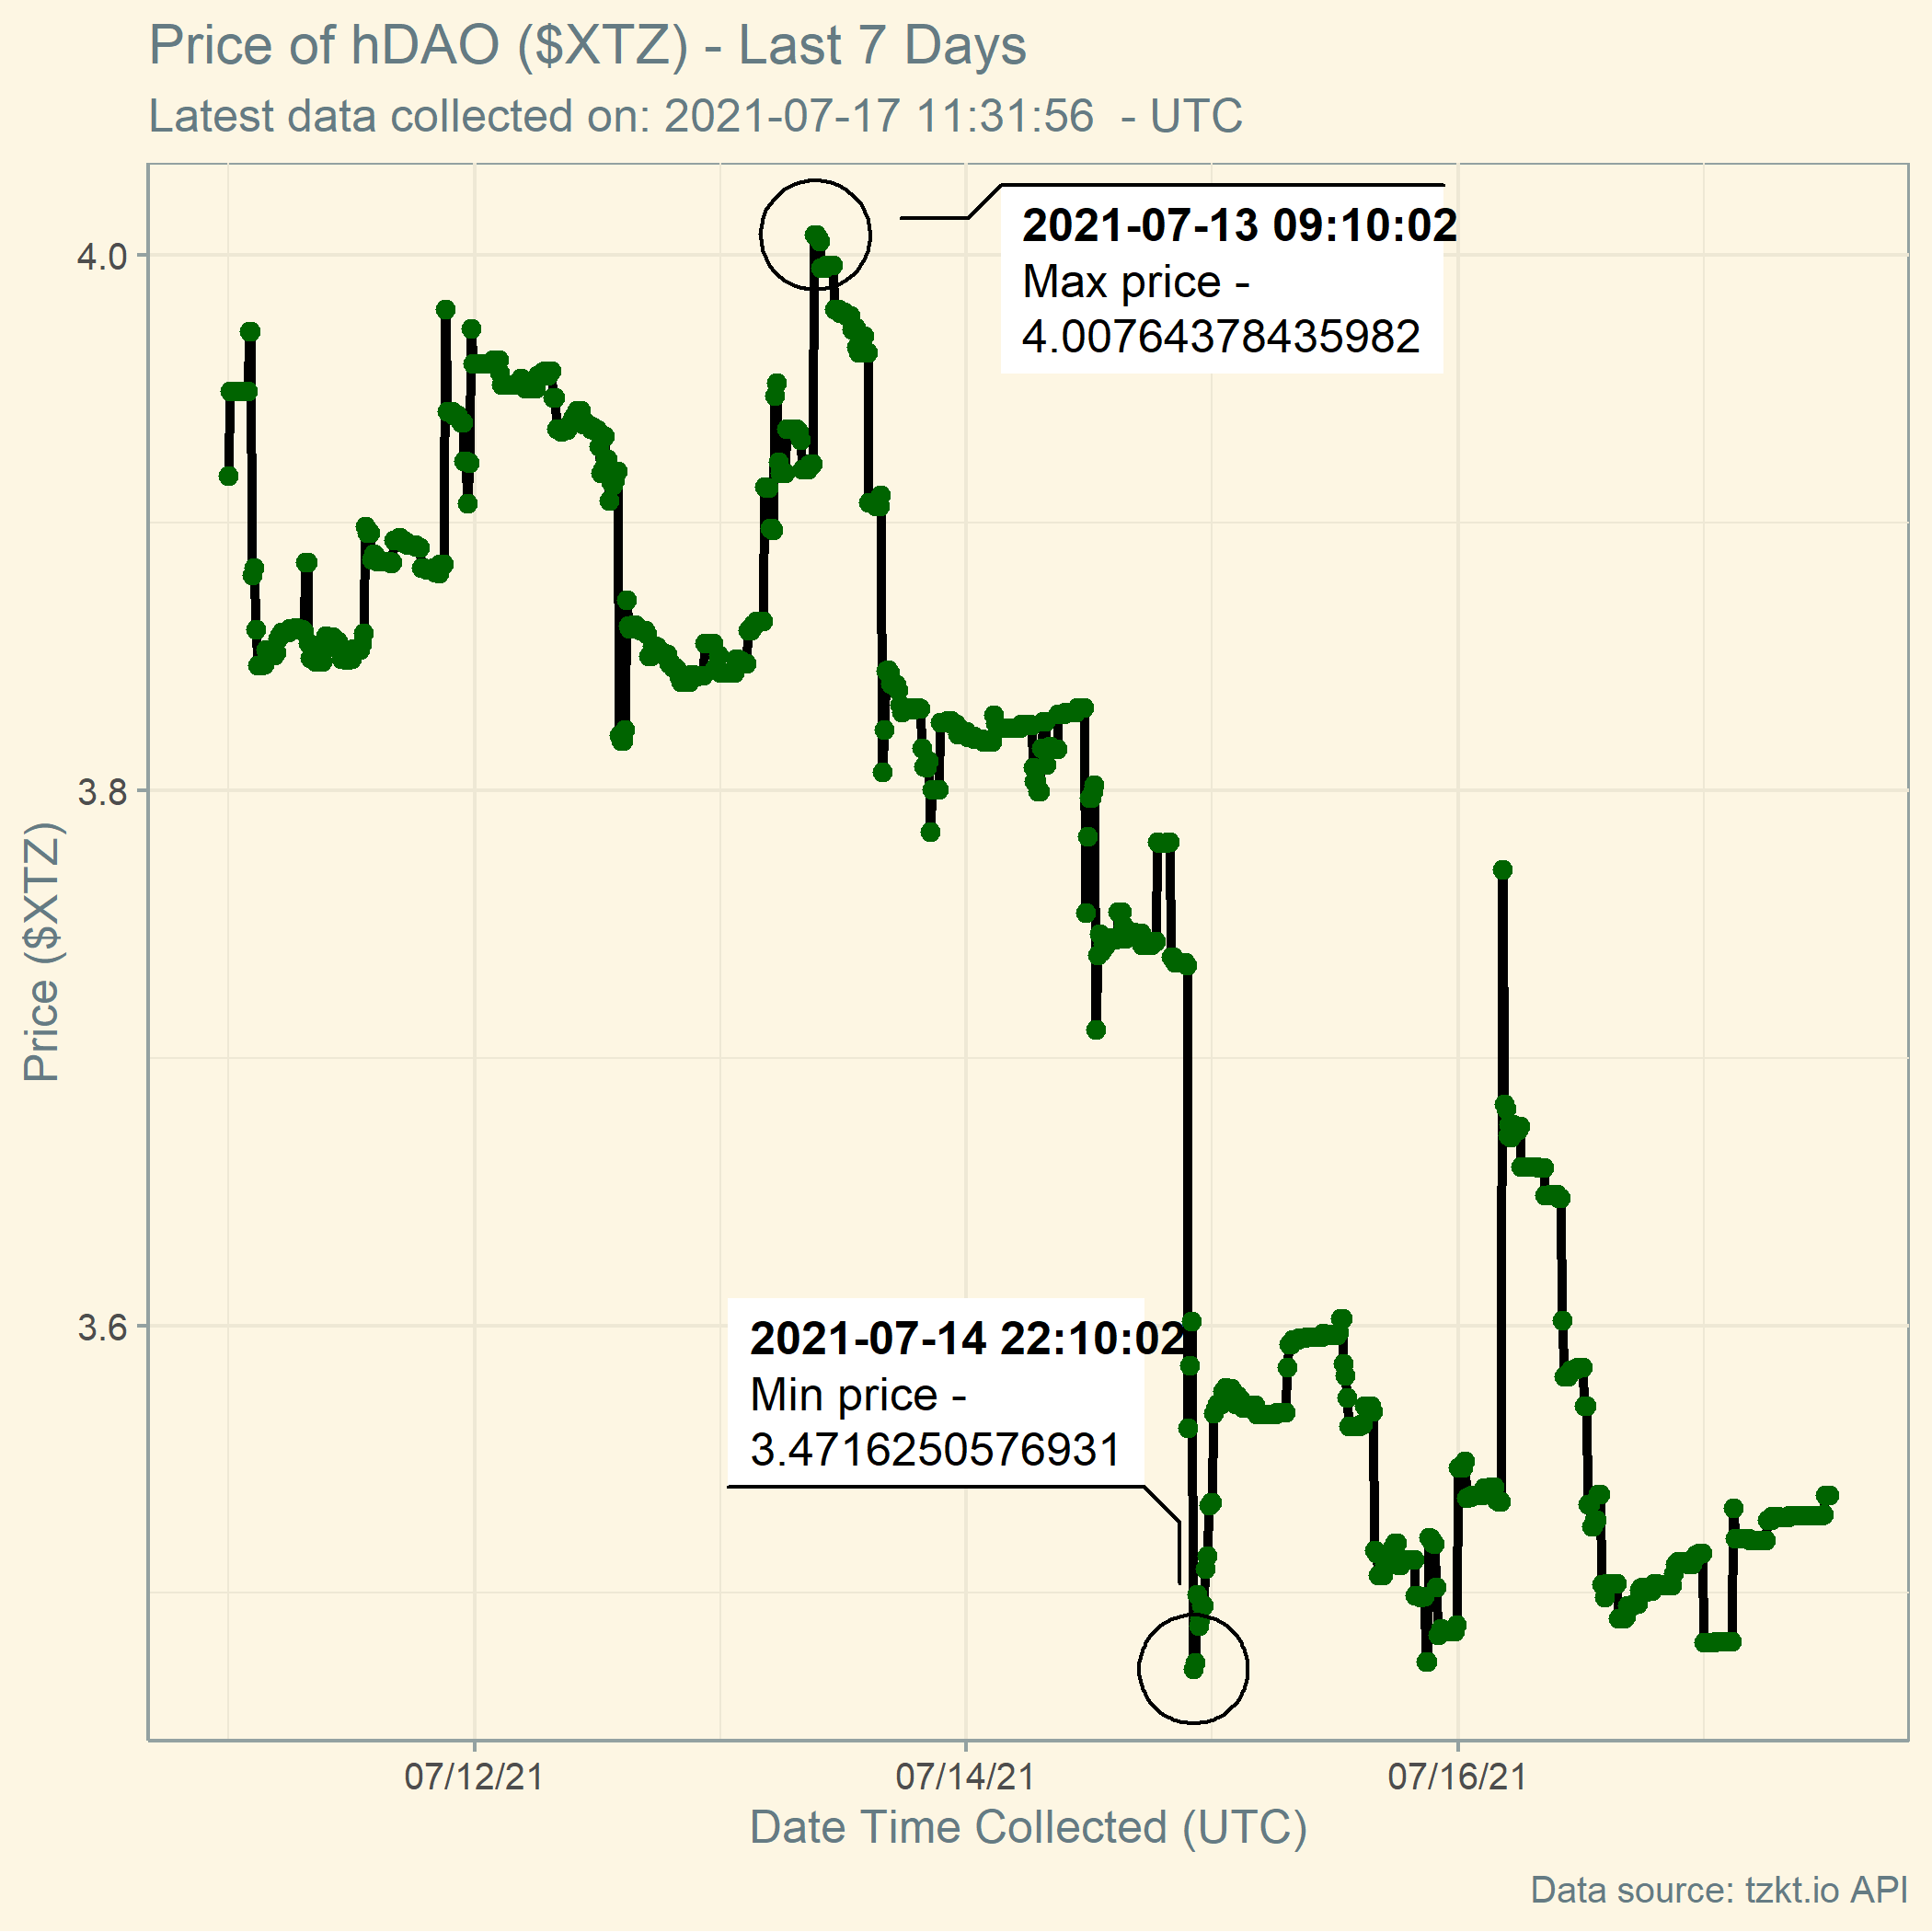 Price of hDAO ($XTZ) - Last 7 Days
Latest data collected on: 2021-07-17 11:31:56  - UTC
2021-07-13 09:10:02
Max price -
4.00764378435982
4.0
3.8
3.6
Price ($XTZ)
2021-07-14 22:10:02
Min price -
3.4716250576931
07/12/21
07/14/21
07/16/21
Date Time Collected (UTC)
Data source: tzkt.io API